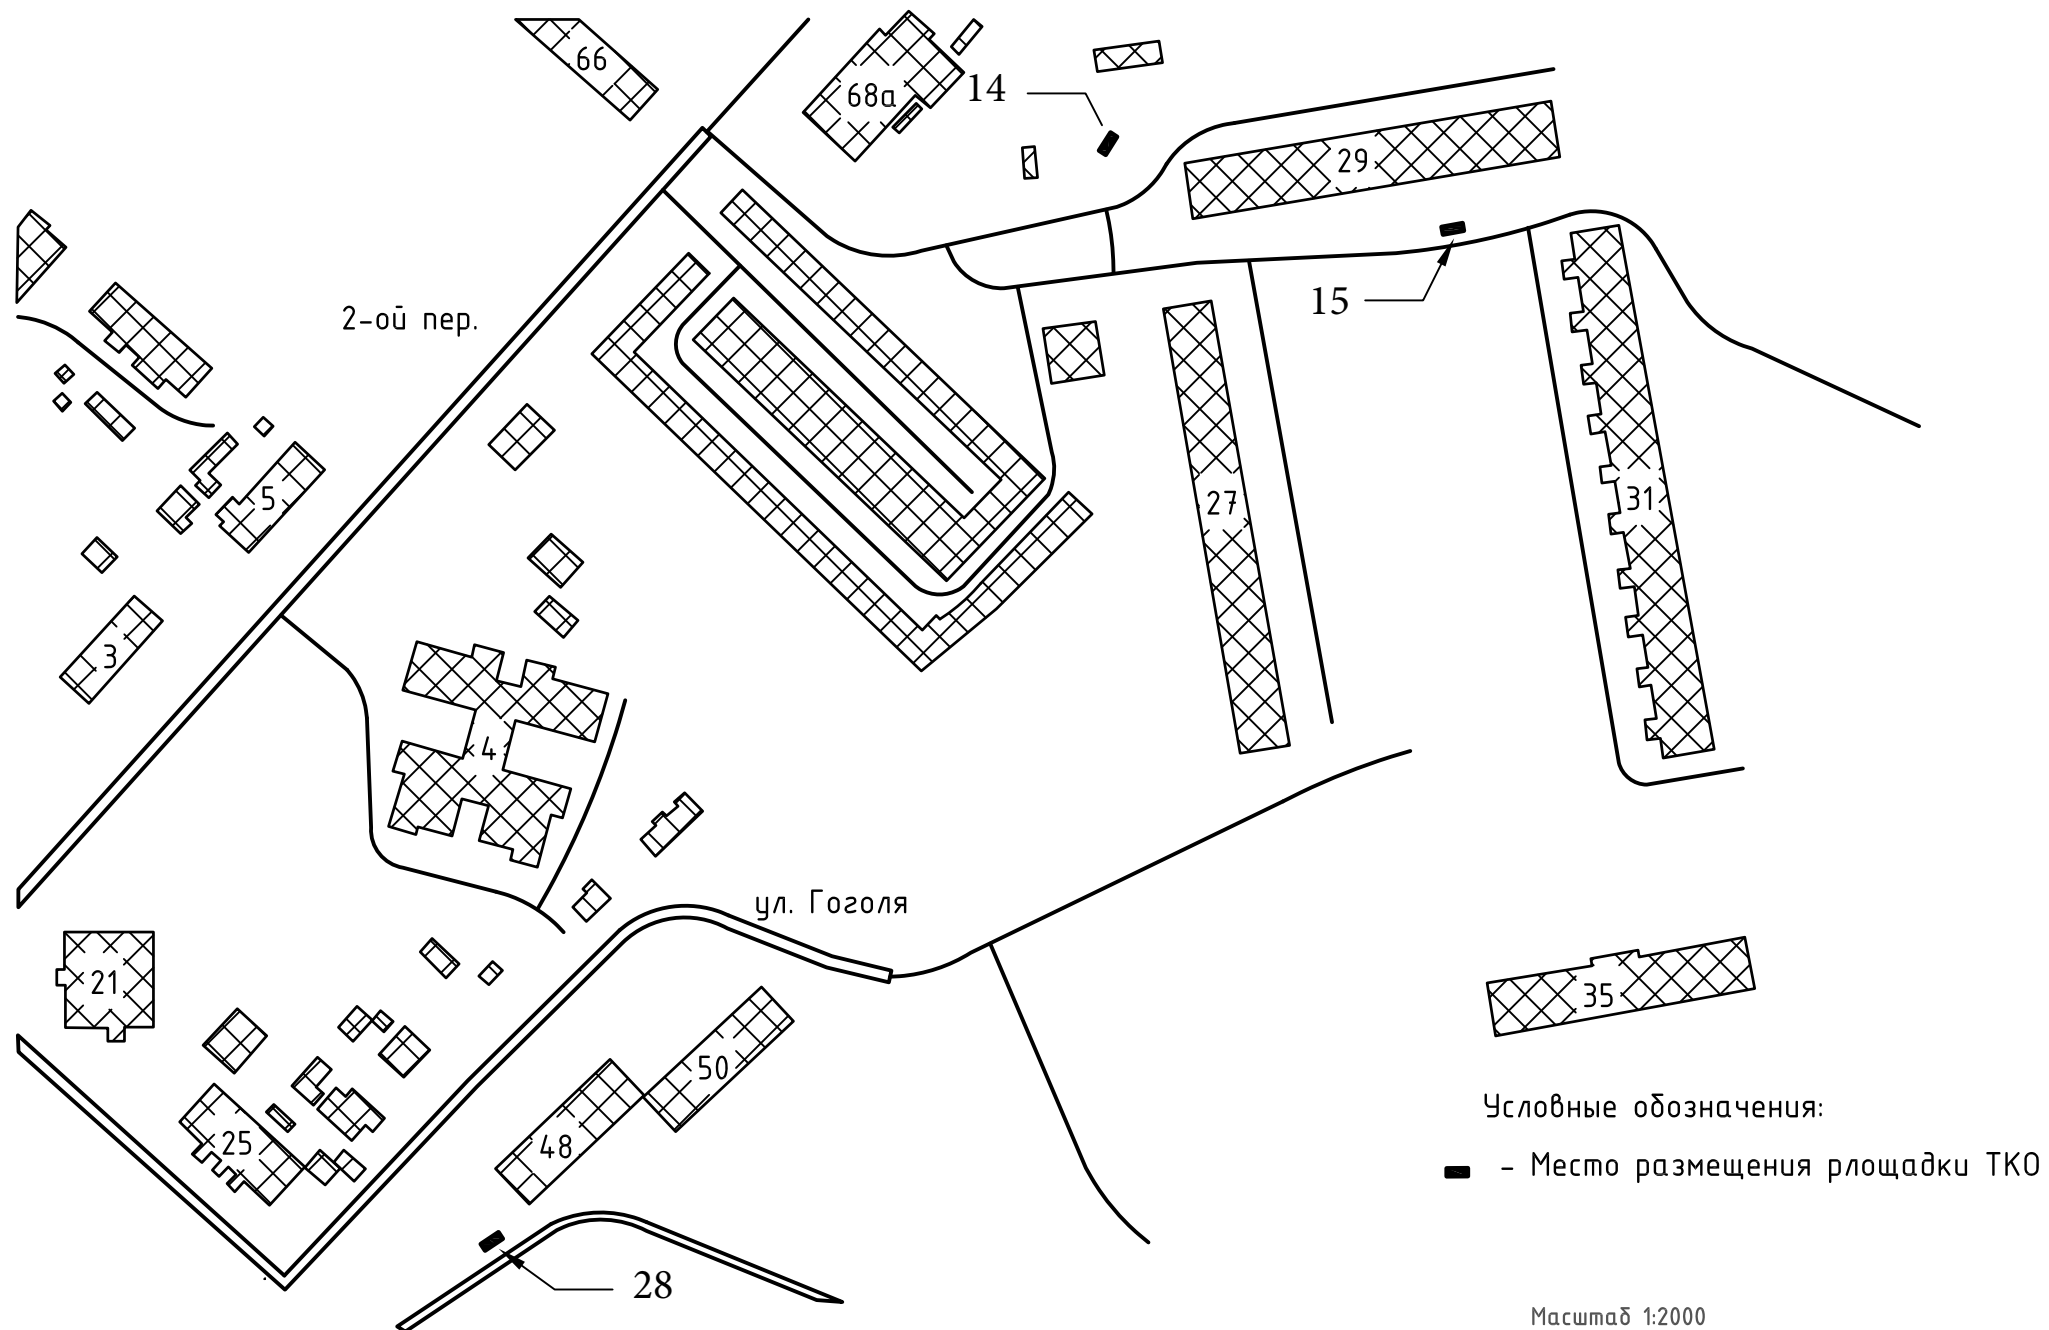 66
68а
14
29
2-ой пер.
15
5
27
31
3
4
ул. Гоголя
21
35
50
Условные обозначения:
25
48
- Место размещения рлощадки ТКО
28
Масштаб 1:2000